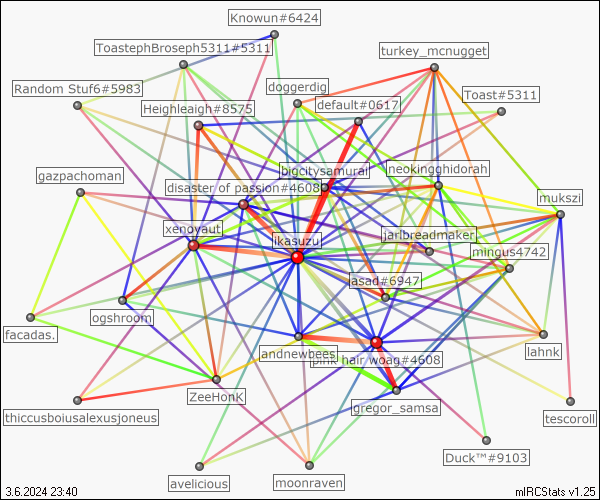 Knowun#6424
ToastephBroseph5311#5311
turkey_mcnugget
Random Stuf6#5983
doggerdig
Toast#5311
Heighleaigh#8575
default#0617
gazpachoman
bigcitysamurai
neokingghidorah
disaster of passion#4608
mukszi
xenovaut
ikasuzu
jarlbreadmaker
mingus4742
asad#6947
ogshroom
facadas.
andnewbees
pink hair woag#4608
lahnk
ZeeHonK
gregor_samsa
thiccusboiusalexusjoneus
tescoroll
Duck™#9103
avelicious
moonraven
3.6.2024 23:40
mIRCStats v1.25